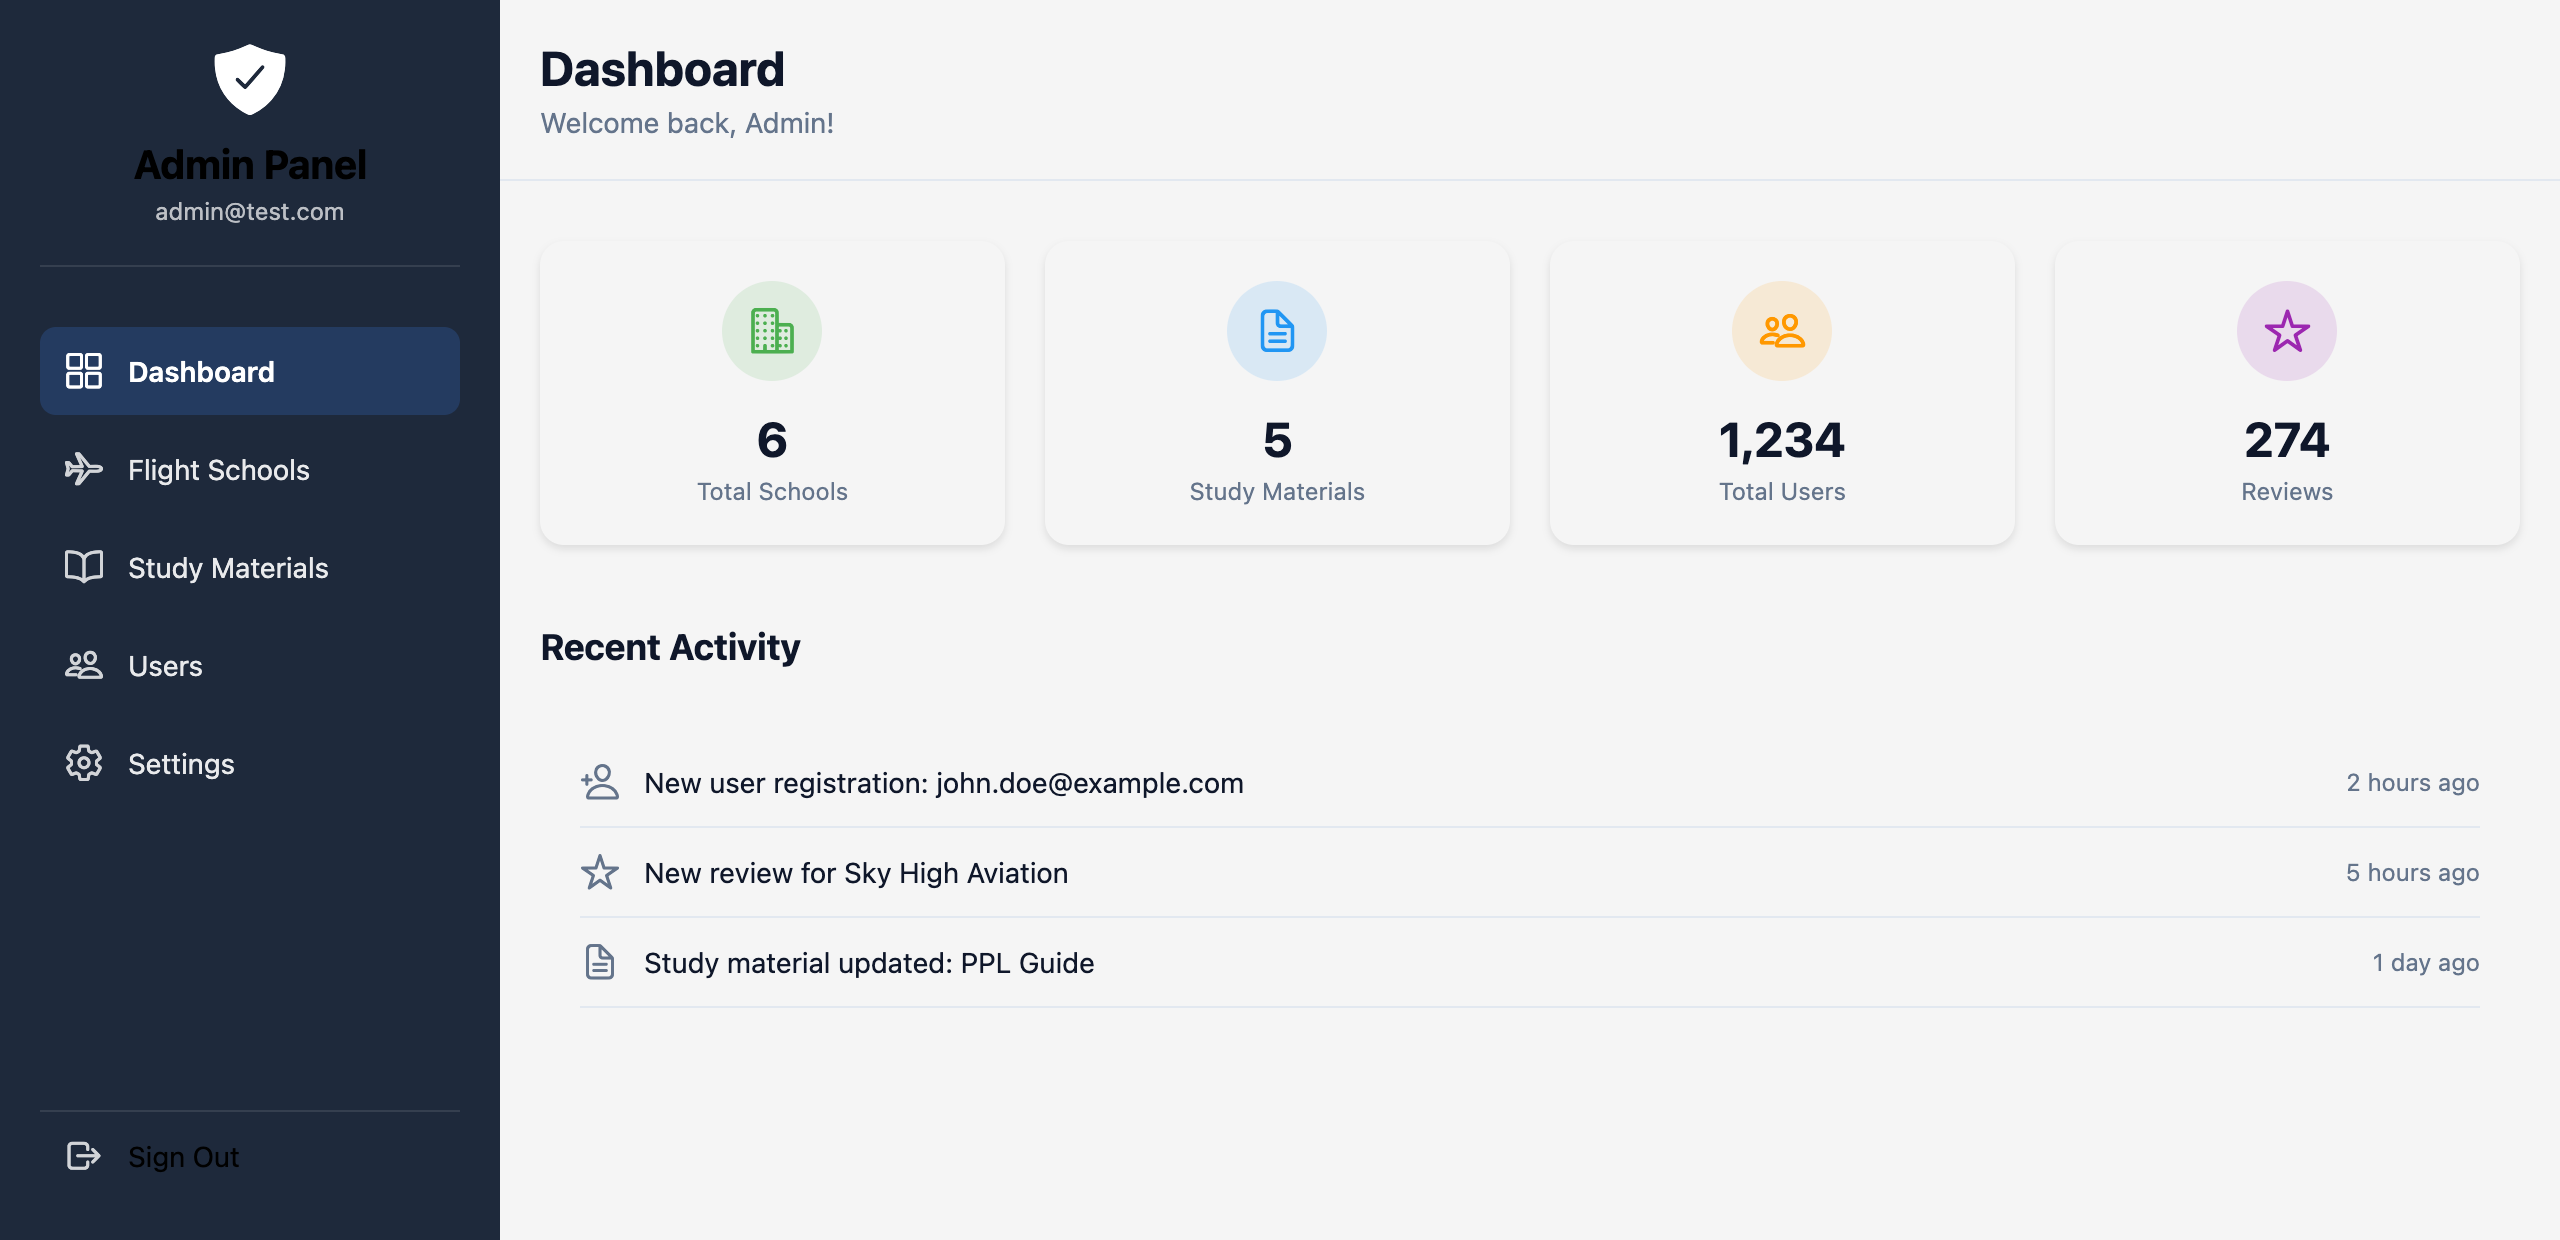 Admin Panel
admin@test.com
Dashboard
Flight Schools
Study Materials
Users
Settings
Sign Out
Dashboard
Welcome back, Admin!
6
Total Schools
5
Study Materials
1,234
Total Users
274
Reviews
Recent Activity
New user registration: john.doe@example.com
2 hours ago
New review for Sky High Aviation
5 hours ago
Study material updated: PPL Guide
1 day ago